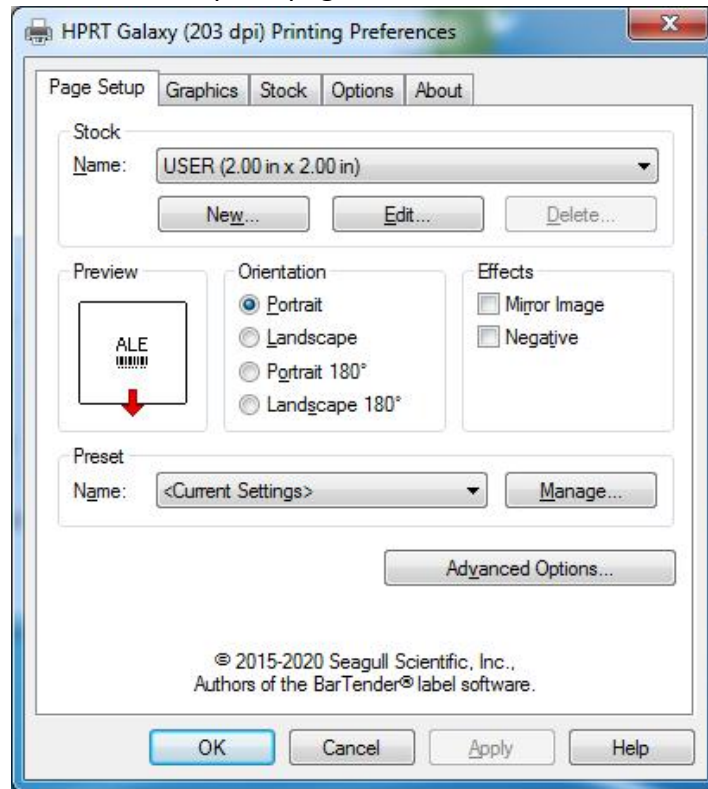 HPRT Galaxy (203 dpi) Printing Preferences
Page Setup Graphics Stock Options About
Stock
Name: USER (2.00 in x 2.00 in)
New... Edit... Delete...
Preview
ALE
Orientation
Portrait
Landscape
Portrait 180°
Landscape 180°
Effects
Mirror Image
Negative
Preset
Name: <Current Settings> Manage...
Advanced Options...
© 2015-2020 Seagull Scientific, Inc.,
Authors of the BarTender® label software.
OK Cancel Apply Help